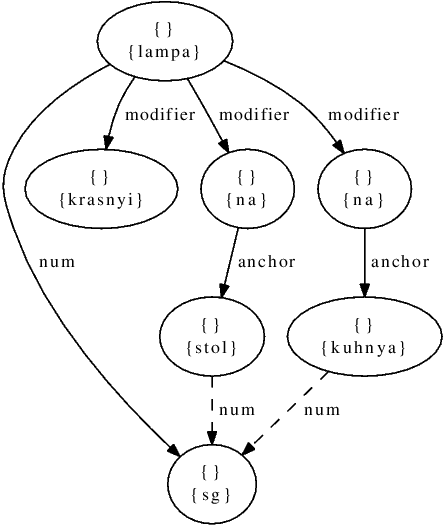 {}
{lampa}
modifier modifier modifier
{} {} {}
{krasnyi} {na} {na}
num anchor anchor
{} {}
{stol} {kuhnya}
num num
{}
{sg}